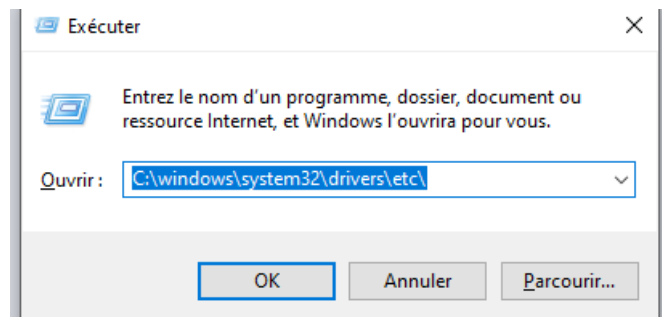 Exécuter
Entrez le nom d'un programme, dossier, document ou
ressource Internet, et Windows l'ouvrira pour vous.
Ouvrir : C:\windows\system32\drivers\etc\
OK Annuler Parcourir...